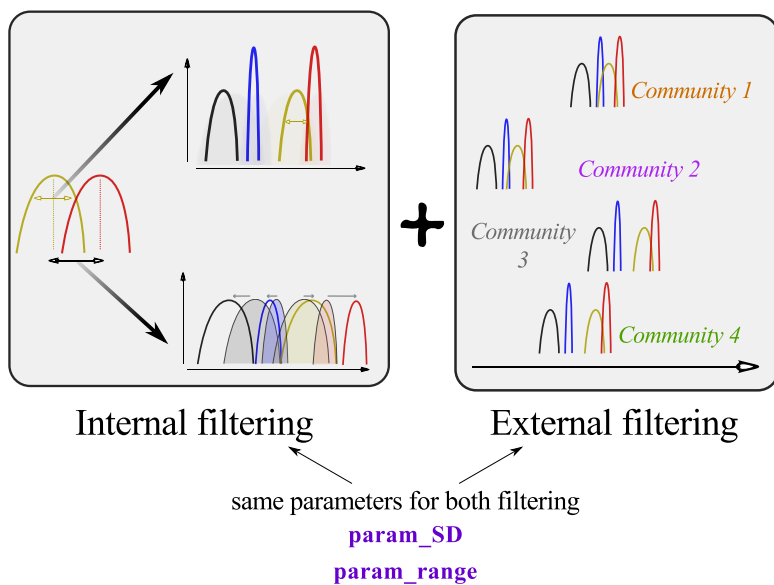 Community 1
Community 2
Community
3
Community 4
Internal filtering
External filtering
same parameters for both filtering
param_SD
param_range